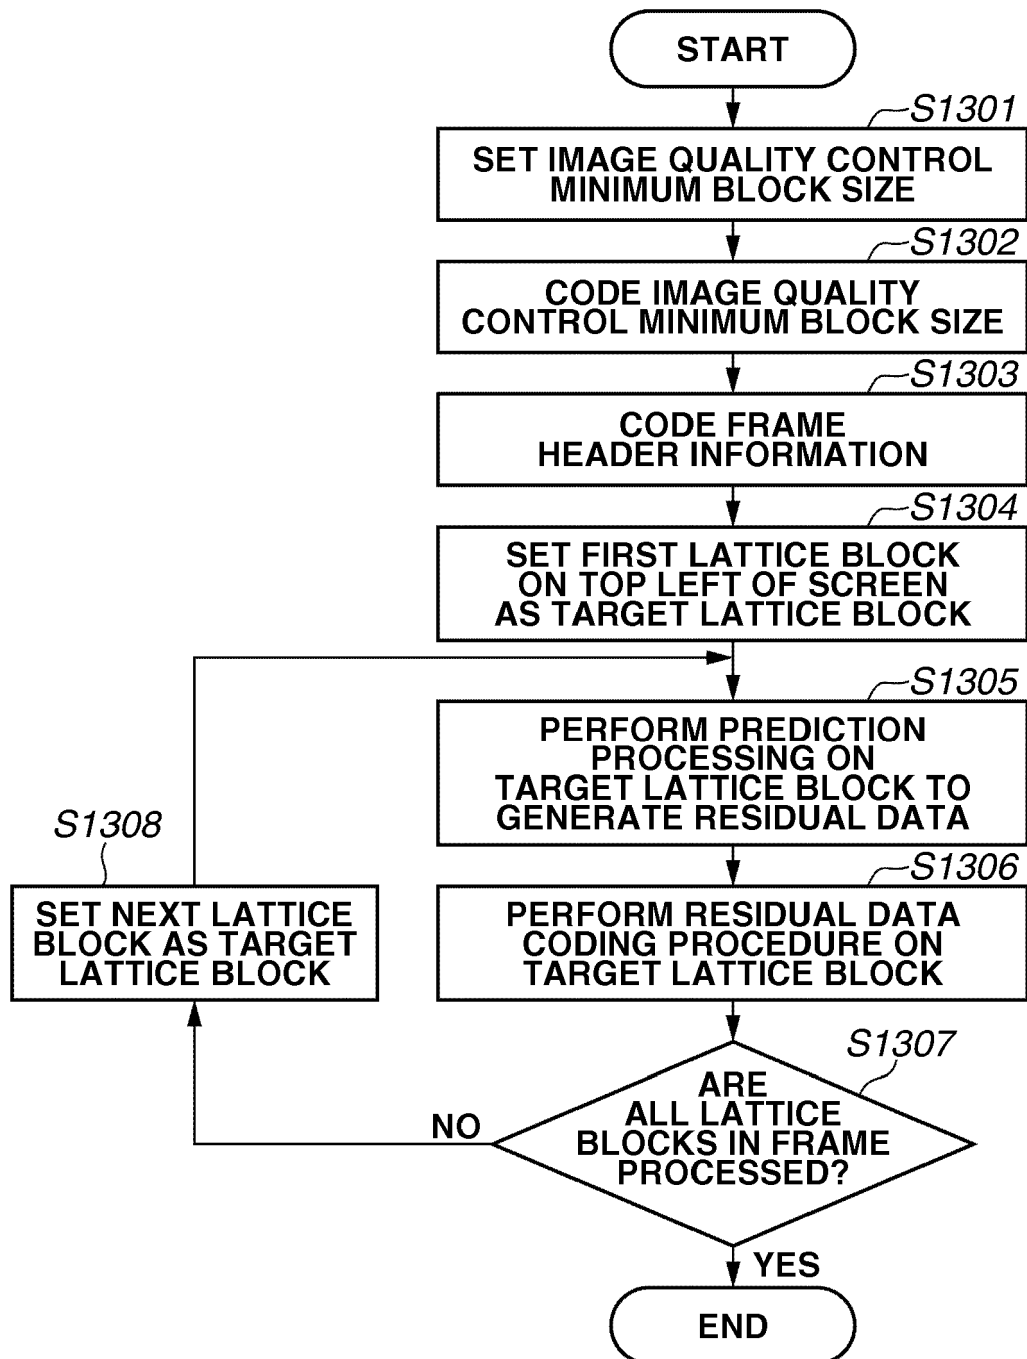 START
S1301
SET IMAGE QUALITY CONTROL
MINIMUM BLOCK SIZE
S1302
CODE IMAGE QUALITY
CONTROL MINIMUM BLOCK SIZE
S1303
CODE FRAME
HEADER INFORMATION
S1304
SET FIRST LATTICE BLOCK
ON TOP LEFT OF SCREEN
AS TARGET LATTICE BLOCK
S1305
PERFORM PREDICTION
PROCESSING ON
TARGET LATTICE BLOCK TO
GENERATE RESIDUAL DATA
S1308
SET NEXT LATTICE
BLOCK AS TARGET
LATTICE BLOCK
S1306
PERFORM RESIDUAL DATA
CODING PROCEDURE ON
TARGET LATTICE BLOCK
S1307
ARE
ALL LATTICE
BLOCKS IN FRAME
PROCESSED?
NO
YES
END